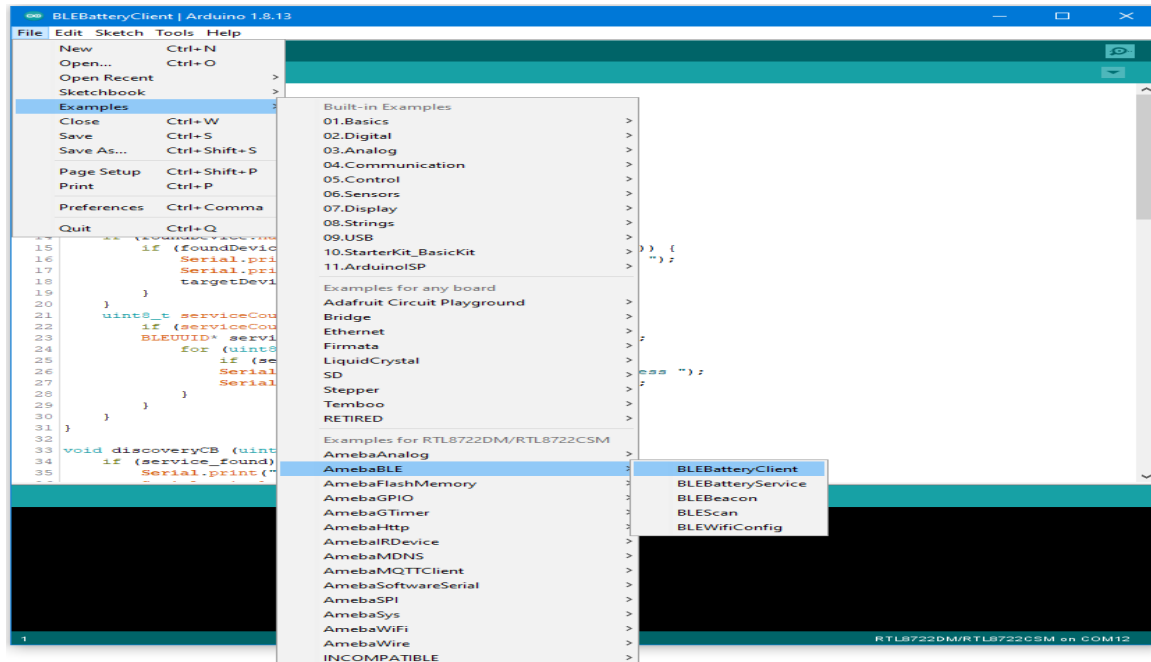 BLEBatteryClient | Arduino 1.8.13
File Edit Sketch Tools Help
New Ctrl+N
Open... Ctrl+O
Open Recent >
Sketchbook >
Examples >
Close Ctrl+W
Save Ctrl+S
Save As... Ctrl+Shift+S
Page Setup Ctrl+Shift+P
Print Ctrl+P
Preferences Ctrl+Comma
Quit Ctrl+Q
Built-in Examples
01.Basics >
02.Digital >
03.Analog >
04.Communication >
05.Control >
06.Sensors >
07.Display >
08.Strings >
09.USB >
10.StarterKit_BasicKit >
11.ArduinoISP >
Examples for any board
Adafruit Circuit Playground >
Bridge >
Ethernet >
Firmata >
LiquidCrystal >
SD >
Stepper >
Temboo >
RETIRED >
Examples for RTL8722DM/RTL8722CSM
AmebaAnalog >
AmebaBLE >
AmebaFlashMemory >
AmebaGPIO >
AmebaGTimer >
AmebaHttp >
AmebaIRDevice >
AmebaMDNS >
AmebaMQTTClient >
AmebaSoftwareSerial >
AmebaSPI >
AmebaSys >
AmebaWiFi >
AmebaWire >
INCOMPATIBLE >
BLEBatteryClient
BLEBatteryService
BLEBeacon
BLEScan
BLEWifiConfig
15 if (foundDevic )) {
16 Serial.pri ");
17 Serial.pri
18 targetDevi
19 }
20 }
21 uint8_t serviceCou
22 if (serviceCou
23 BLEUUID* servi ;
24 for (uint8
25 if (se
26 Serial ess ");
27 Serial ;
28 }
29 }
30 }
31 }
32
33 void discoveryCB (uint
34 if (service_found)
35 Serial.print("
1
RTL8722DM/RTL8722CSM on COM12